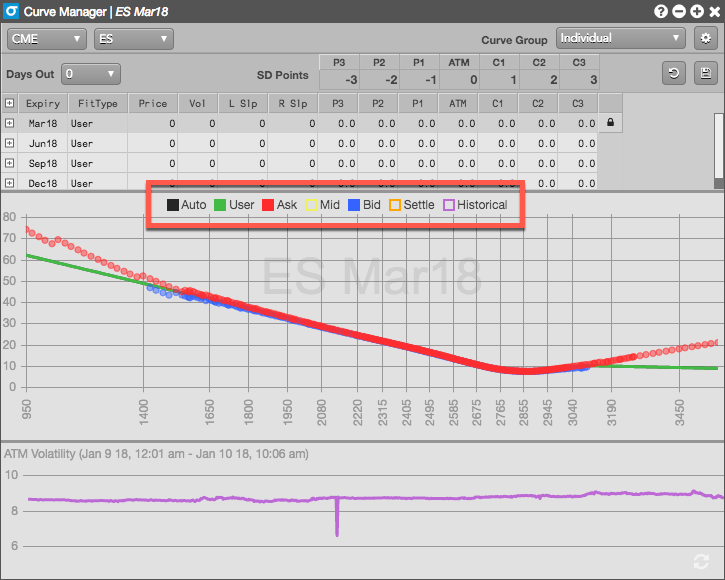 Curve Manager | ES Mar18
CME ES Curve Group Individual
Days Out 0 SD Points
P3 P2 P1 ATM C1 C2 C3
-3 -2 -1 0 1 2 3
Expiry FitType Price Vol L Slp R Slp P3 P2 P1 ATM C1 C2 C3
Mar18 User 0 0 0 0 0.0 0.0 0.0 0.0 0.0 0.0 0.0
Jun18 User 0 0 0 0 0.0 0.0 0.0 0.0 0.0 0.0 0.0
Sep18 User 0 0 0 0 0.0 0.0 0.0 0.0 0.0 0.0 0.0
Dec18 User 0 0 0 0 0.0 0.0 0.0 0.0 0.0 0.0 0.0
Auto User Ask Mid Bid Settle Historical
ES Mar18
80
70
60
50
40
30
20
10
0
950 1400 1650 1800 1950 2080 2220 2315 2405 2495 2585 2675 2765 2855 2945 3040 3190 3450
ATM Volatility (Jan 9 18, 12:01 am - Jan 10 18, 10:06 am)
10
8
6